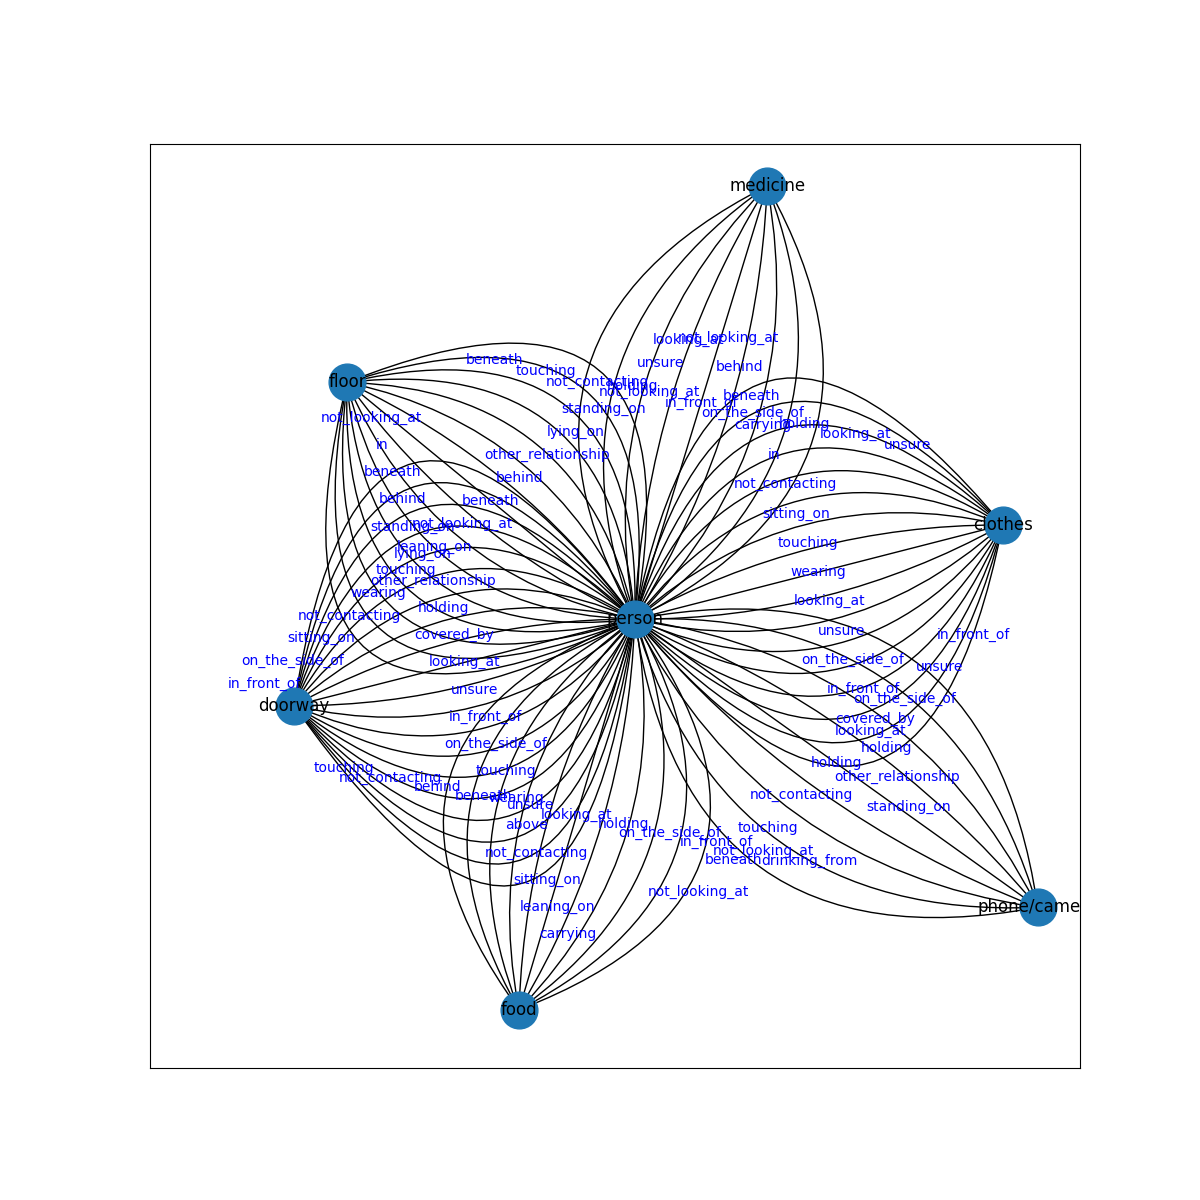 medicine
looking_at
not_looking_at
beneath
unsure
behind
touching
not_contacting
holding
not_looking_at
beneath
in_front_of
standing_on
on_the_side_of
floor
not_looking_at
carrying
holding
looking_at
lying_on
unsure
in
other_relationship
in
beneath
behind
not_contacting
behind
beneath
sitting_on
standing_on
not_looking_at
clothes
leaning_on
touching
lying_on
touching
wearing
other_relationship
wearing
holding
looking_at
not_contacting
person
covered_by
unsure
in_front_of
sitting_on
on_the_side_of
looking_at
on_the_side_of
unsure
in_front_of
unsure
in_front_of
on_the_side_of
doorway
in_front_of
covered_by
looking_at
on_the_side_of
holding
holding
touching
touching
not_contacting
other_relationship
behind
beneath
wearing
not_contacting
unsure
standing_on
looking_at
above
holding
touching
on_the_side_of
in_front_of
not_contacting
not_looking_at
beneath
drinking_from
sitting_on
not_looking_at
leaning_on
phone/came
carrying
food